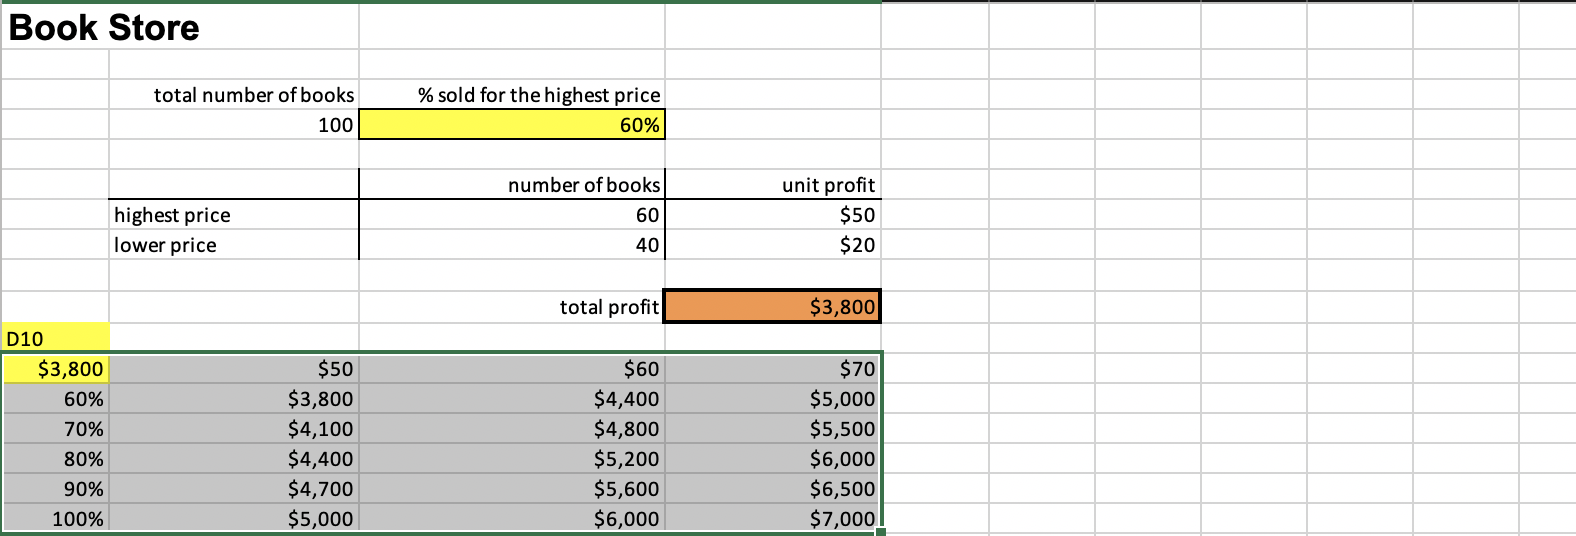 Book Store
total number of books % sold for the highest price
100 60%
number of books unit profit
highest price 60 $50
lower price 40 $20
total profit $3,800
D10
$3,800 $50 $60 $70
60% $3,800 $4,400 $5,000
70% $4,100 $4,800 $5,500
80% $4,400 $5,200 $6,000
90% $4,700 $5,600 $6,500
100% $5,000 $6,000 $7,000